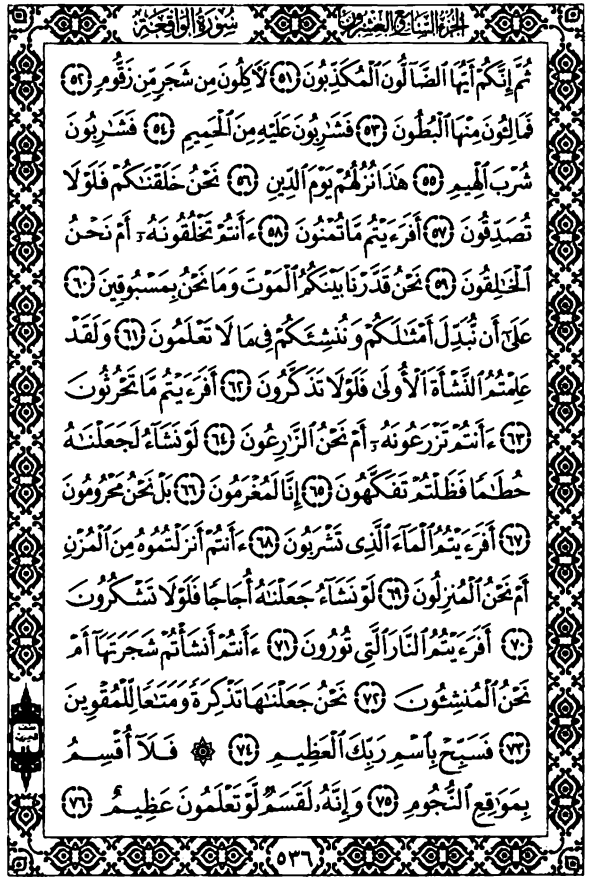 الجزء السابع والعشرون سورة الواقعة
ثُمَّ إِنَّكُمْ أَيُّهَا ٱلضَّآلُّونَ ٱلْمُكَذِّبُونَ ٥١ لَءَاكِلُونَ مِن شَجَرٍ مِّن زَقُّومٍ ٥٢
فَمَالِـُٔونَ مِنْهَا ٱلْبُطُونَ ٥٣ فَشَٰرِبُونَ عَلَيْهِ مِنَ ٱلْحَمِيمِ ٥٤ فَشَٰرِبُونَ
شُرْبَ ٱلْهِيمِ ٥٥ هَٰذَا نُزُلُهُمْ يَوْمَ ٱلدِّينِ ٥٦ نَحْنُ خَلَقْنَٰكُمْ فَلَوْلَا
تُصَدِّقُونَ ٥٧ أَفَرَءَيْتُم مَّا تُمْنُونَ ٥٨ ءَأَنتُمْ تَخْلُقُونَهُۥٓ أَمْ نَحْنُ
ٱلْخَٰلِقُونَ ٥٩ نَحْنُ قَدَّرْنَا بَيْنَكُمُ ٱلْمَوْتَ وَمَا نَحْنُ بِمَسْبُوقِينَ ٦٠
عَلَىٰٓ أَن نُّبَدِّلَ أَمْثَٰلَكُمْ وَنُنشِئَكُمْ فِى مَا لَا تَعْلَمُونَ ٦١ وَلَقَدْ
عَلِمْتُمُ ٱلنَّشْأَةَ ٱلْأُولَىٰ فَلَوْلَا تَذَكَّرُونَ ٦٢ أَفَرَءَيْتُم مَّا تَحْرُثُونَ
٦٣ ءَأَنتُمْ تَزْرَعُونَهُۥٓ أَمْ نَحْنُ ٱلزَّٰرِعُونَ ٦٤ لَوْ نَشَآءُ لَجَعَلْنَٰهُ
حُطَٰمًا فَظَلْتُمْ تَفَكَّهُونَ ٦٥ إِنَّا لَمُغْرَمُونَ ٦٦ بَلْ نَحْنُ مَحْرُومُونَ
٦٧ أَفَرَءَيْتُمُ ٱلْمَآءَ ٱلَّذِى تَشْرَبُونَ ٦٨ ءَأَنتُمْ أَنزَلْتُمُوهُ مِنَ ٱلْمُزْنِ
أَمْ نَحْنُ ٱلْمُنزِلُونَ ٦٩ لَوْ نَشَآءُ جَعَلْنَٰهُ أُجَاجًا فَلَوْلَا تَشْكُرُونَ
٧٠ أَفَرَءَيْتُمُ ٱلنَّارَ ٱلَّتِى تُورُونَ ٧١ ءَأَنتُمْ أَنشَأْتُمْ شَجَرَتَهَآ أَمْ
نَحْنُ ٱلْمُنشِـُٔونَ ٧٢ نَحْنُ جَعَلْنَٰهَا تَذْكِرَةً وَمَتَٰعًا لِّلْمُقْوِينَ
٧٣ فَسَبِّحْ بِٱسْمِ رَبِّكَ ٱلْعَظِيمِ ٧٤ ۞ فَلَآ أُقْسِمُ
بِمَوَٰقِعِ ٱلنُّجُومِ ٧٥ وَإِنَّهُۥ لَقَسَمٌ لَّوْ تَعْلَمُونَ عَظِيمٌ ٧٦
٥٣٦